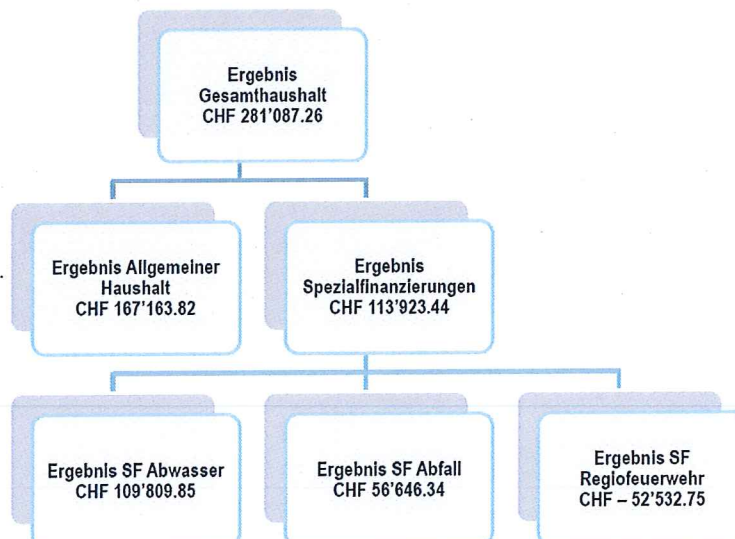 Ergebnis
Gesamthaushalt
CHF 281'087.26
Ergebnis Allgemeiner
Haushalt
CHF 167'163.82
Ergebnis
Spezialfinanzierungen
CHF 113'923.44
Ergebnis SF Abwasser
CHF 109'809.85
Ergebnis SF Abfall
CHF 56'646.34
Ergebnis SF
Regiofeuerwehr
CHF – 52'532.75